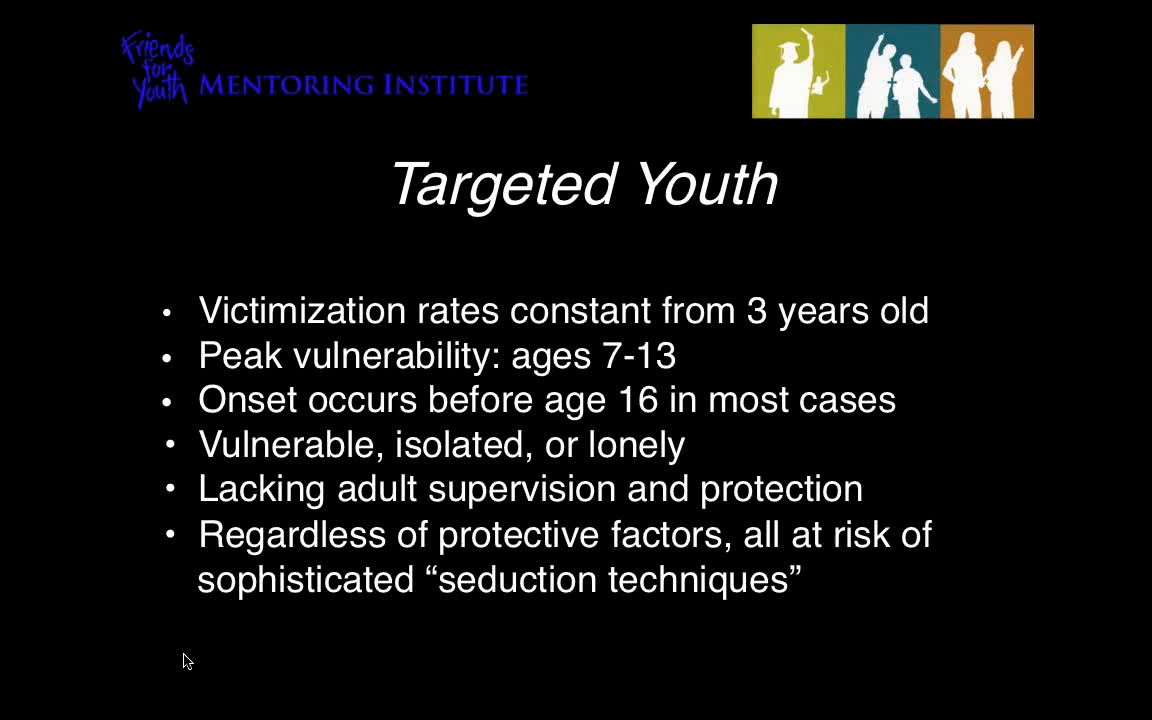 Friends
for
Youth
MENTORING INSTITUTE
Targeted Youth
• Victimization rates constant from 3 years old
• Peak vulnerability: ages 7-13
• Onset occurs before age 16 in most cases
• Vulnerable, isolated, or lonely
• Lacking adult supervision and protection
• Regardless of protective factors, all at risk of
sophisticated “seduction techniques”